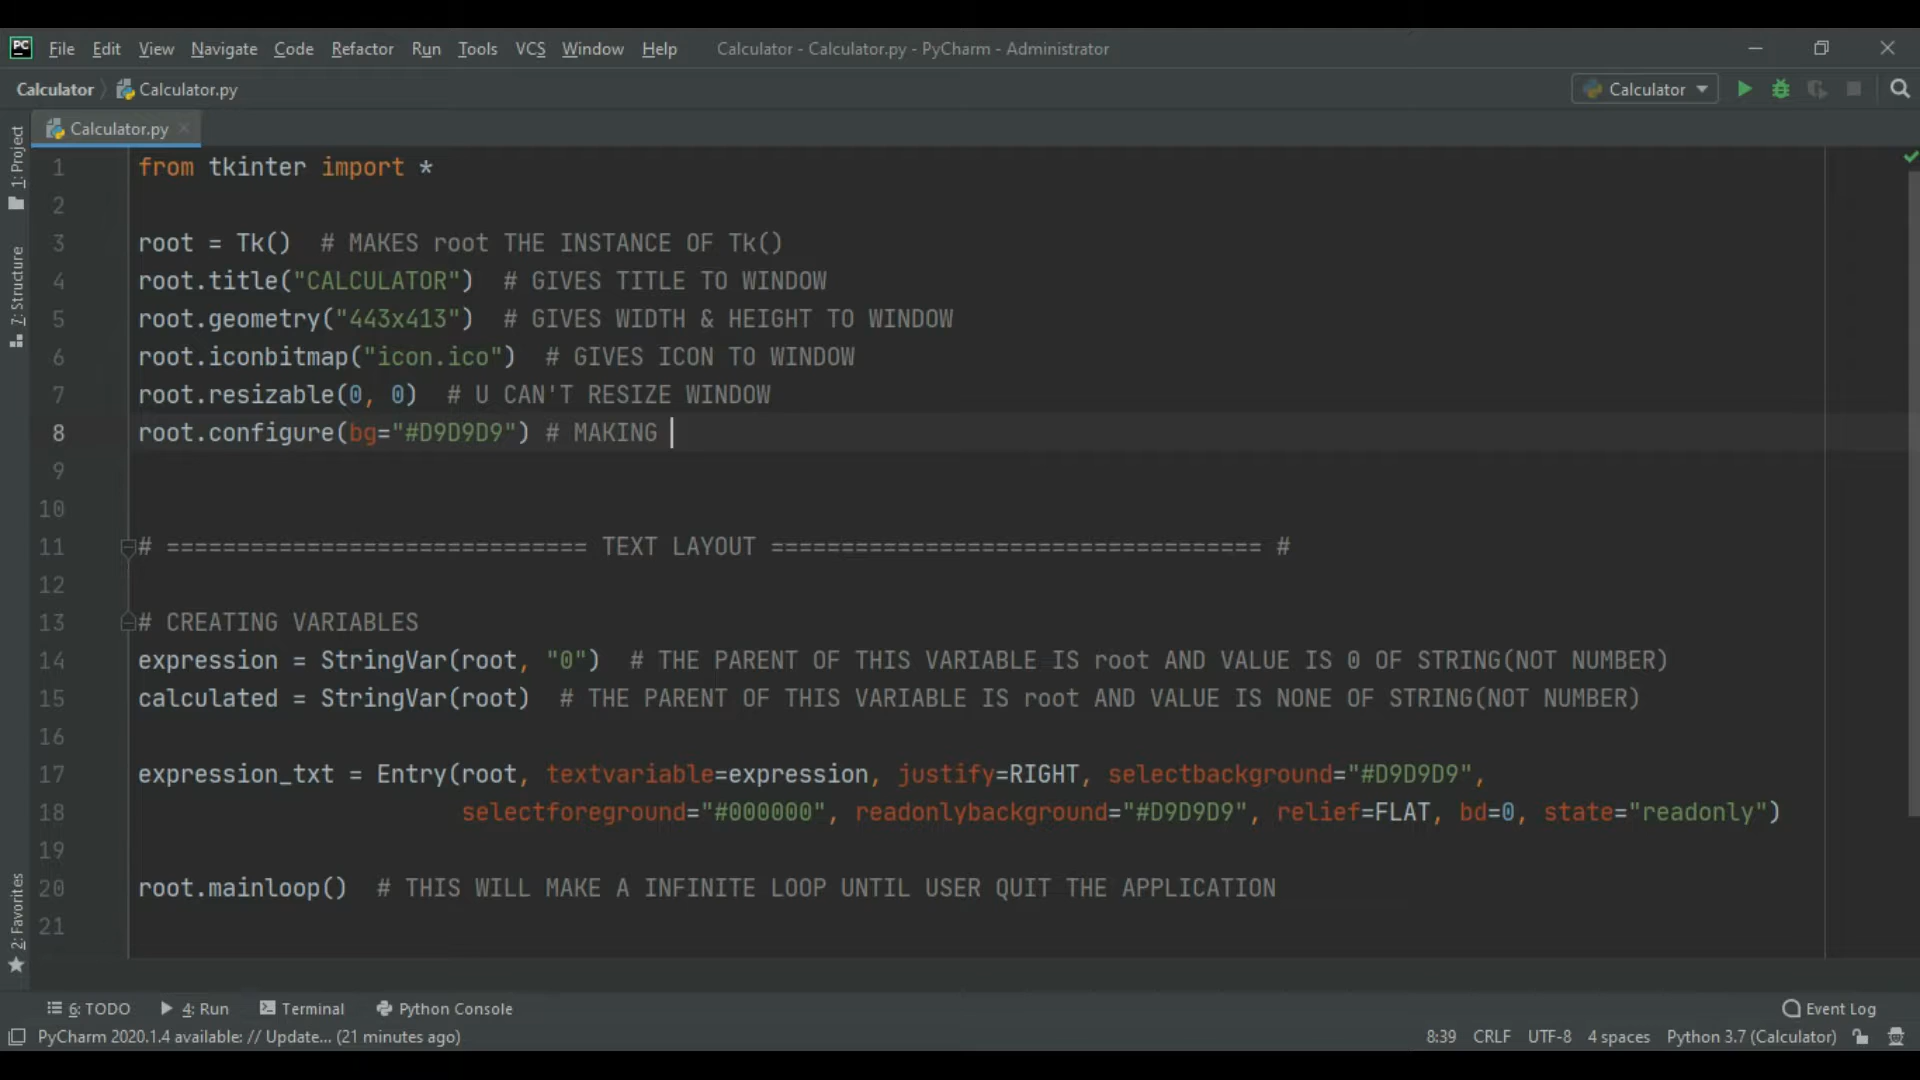 PC File Edit View Navigate Code Refactor Run Tools VCS Window Help Calculator - Calculator.py - PyCharm - Administrator
Calculator Calculator.py Calculator
Calculator.py
1: Project
7: Structure
2: Favorites
1 from tkinter import *
2
3 root = Tk()  # MAKES root THE INSTANCE OF Tk()
4 root.title("CALCULATOR")  # GIVES TITLE TO WINDOW
5 root.geometry("443x413")  # GIVES WIDTH & HEIGHT TO WINDOW
6 root.iconbitmap("icon.ico")  # GIVES ICON TO WINDOW
7 root.resizable(0, 0)  # U CAN'T RESIZE WINDOW
8 root.configure(bg="#D9D9D9") # MAKING
9
10
11 # ============================== TEXT LAYOUT =================================== #
12
13 # CREATING VARIABLES
14 expression = StringVar(root, "0")  # THE PARENT OF THIS VARIABLE IS root AND VALUE IS 0 OF STRING(NOT NUMBER)
15 calculated = StringVar(root)  # THE PARENT OF THIS VARIABLE IS root AND VALUE IS NONE OF STRING(NOT NUMBER)
16
17 expression_txt = Entry(root, textvariable=expression, justify=RIGHT, selectbackground="#D9D9D9",
18 selectforeground="#000000", readonlybackground="#D9D9D9", relief=FLAT, bd=0, state="readonly")
19
20 root.mainloop()  # THIS WILL MAKE A INFINITE LOOP UNTIL USER QUIT THE APPLICATION
21
6: TODO 4: Run Terminal Python Console Event Log
PyCharm 2020.1.4 available: // Update... (21 minutes ago) 8:39 CRLF UTF-8 4 spaces Python 3.7 (Calculator)